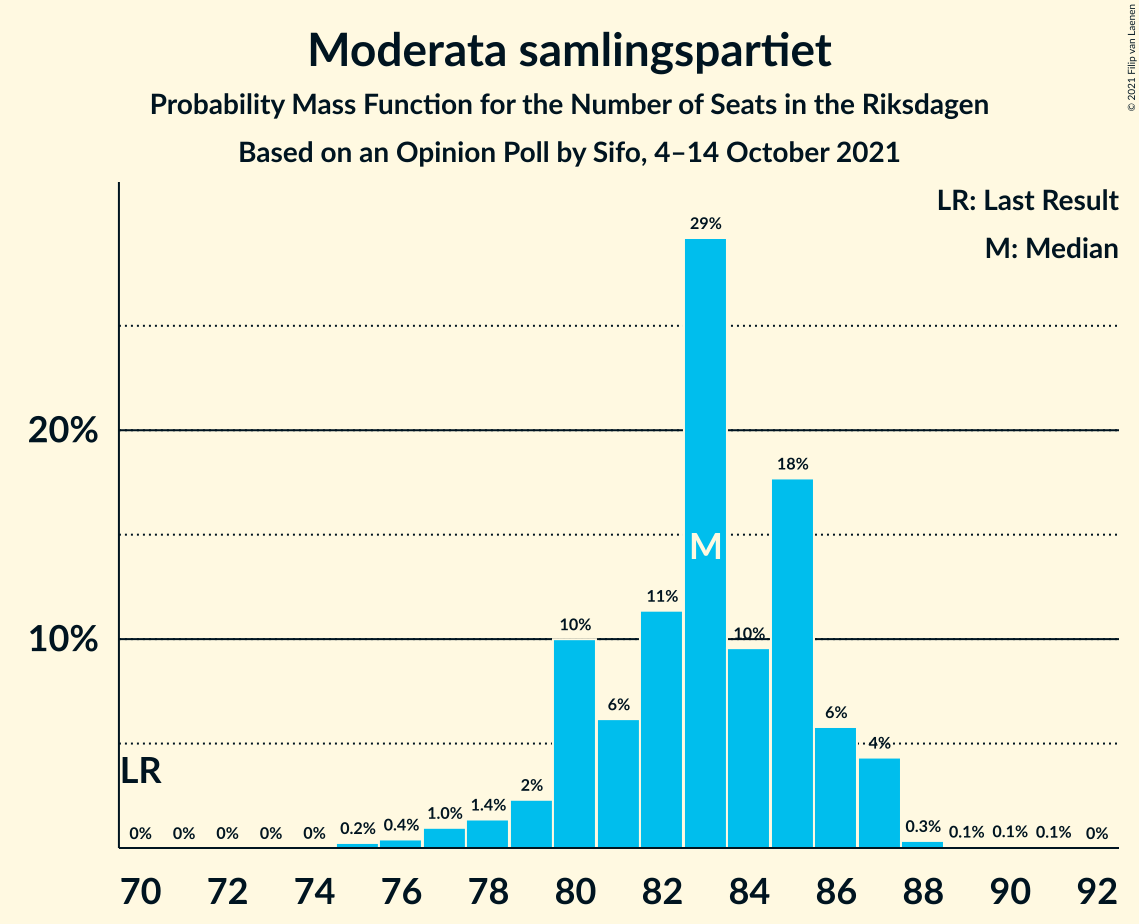 Moderata samlingspartiet
Probability Mass Function for the Number of Seats in the Riksdagen
Based on an Opinion Poll by Sifo, 4–14 October 2021
© 2021 Filip van Laenen
LR: Last Result
M: Median
29%
20%
18%
M
11%
10%
10%
10%
6%
6%
4%
LR
2%
1.4%
1.0%
0% 0% 0% 0% 0% 0.2% 0.4% 0.3% 0.1% 0.1% 0.1% 0%
70 72 74 76 78 80 82 84 86 88 90 92